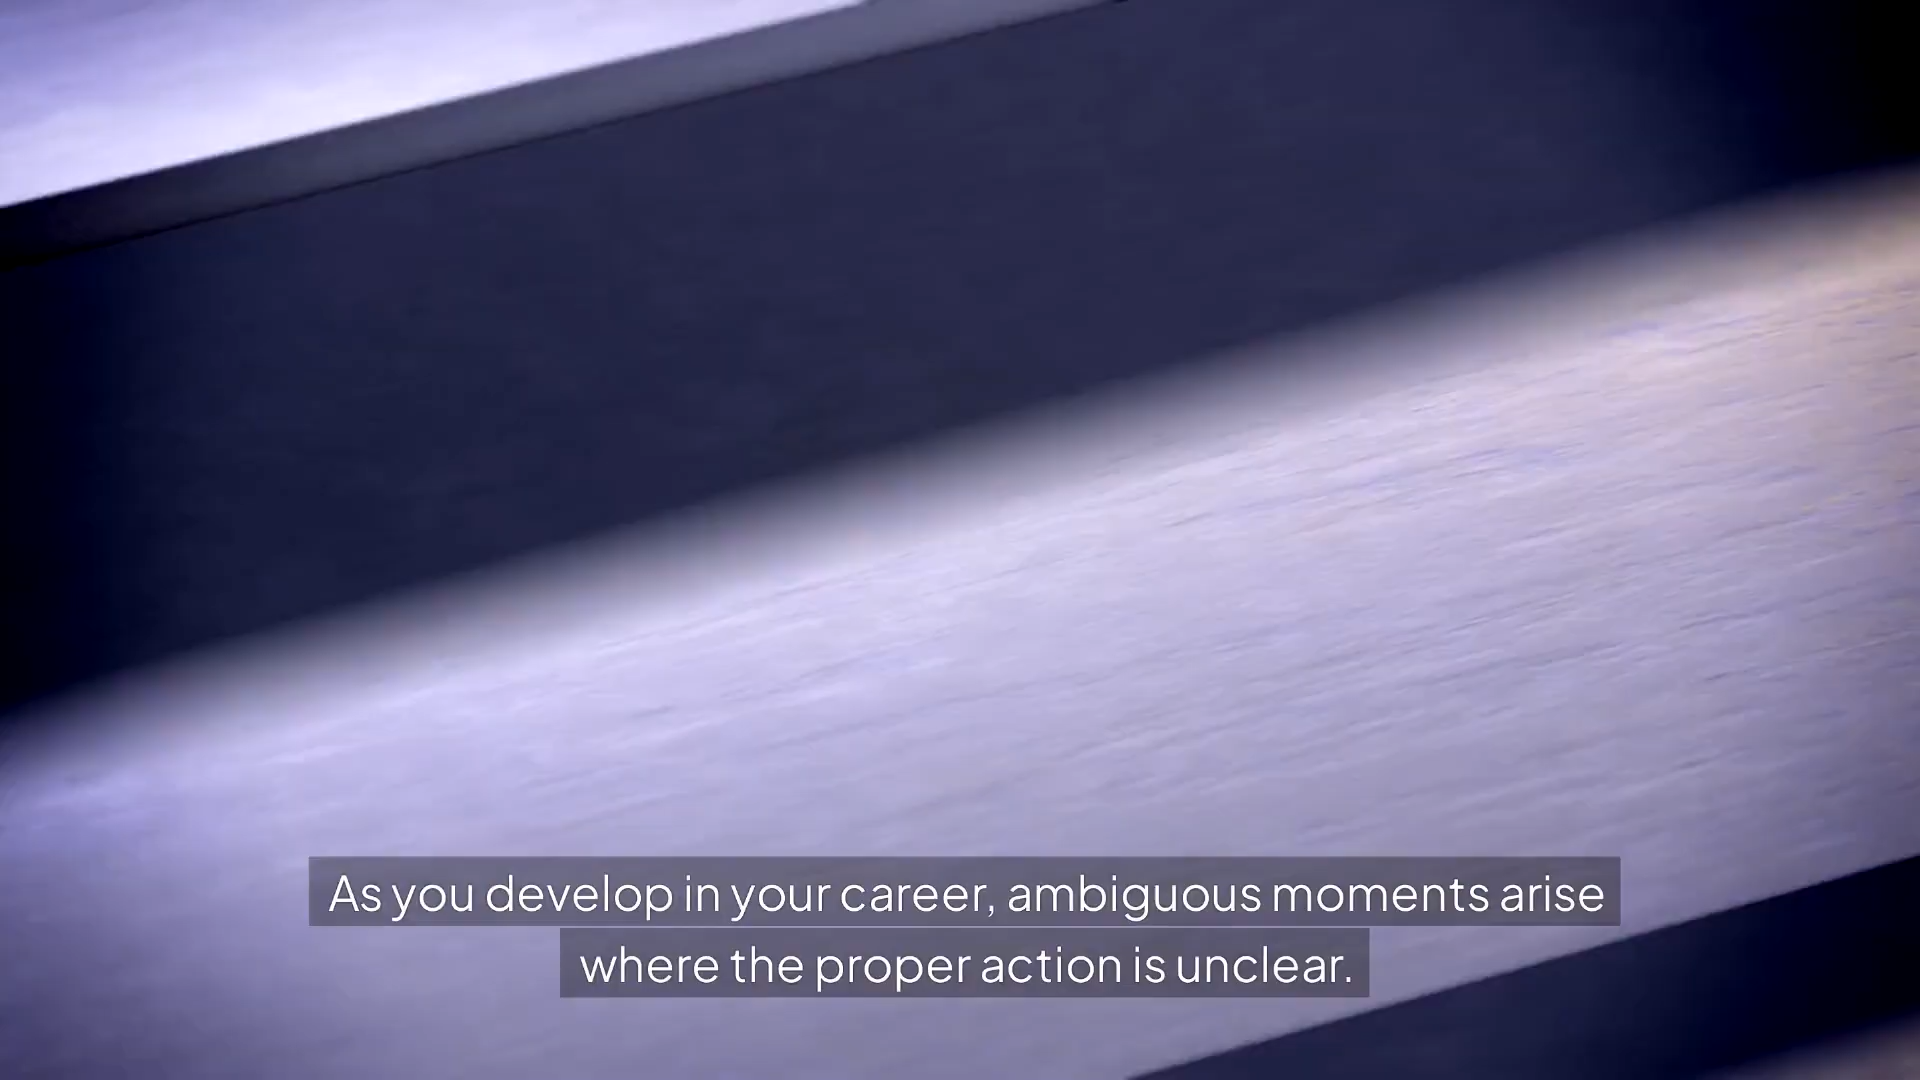 As you develop in your career, ambiguous moments arise
where the proper action is unclear.